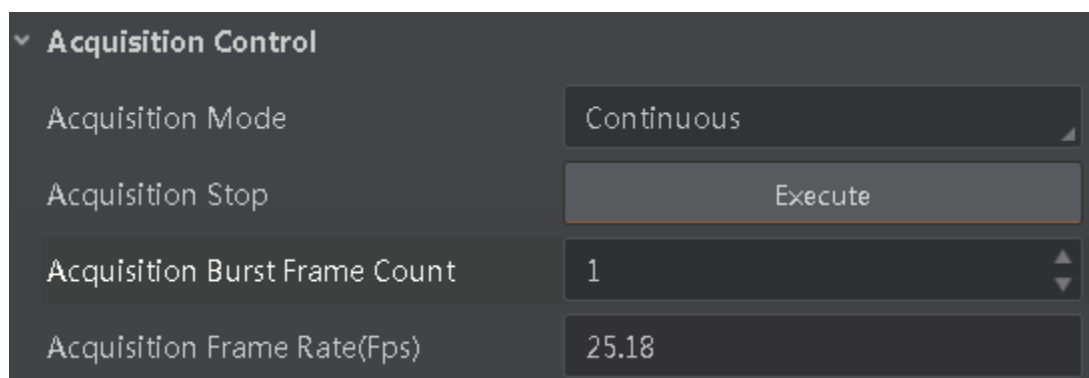 Acquisition Control
Acquisition Mode Continuous
Acquisition Stop Execute
Acquisition Burst Frame Count 1
Acquisition Frame Rate(Fps) 25.18